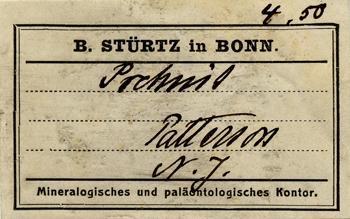 4.50
B. STÜRTZ in BONN.
Prehnit
Patterson
N. J.
Mineralogisches und paläontologisches Kontor.